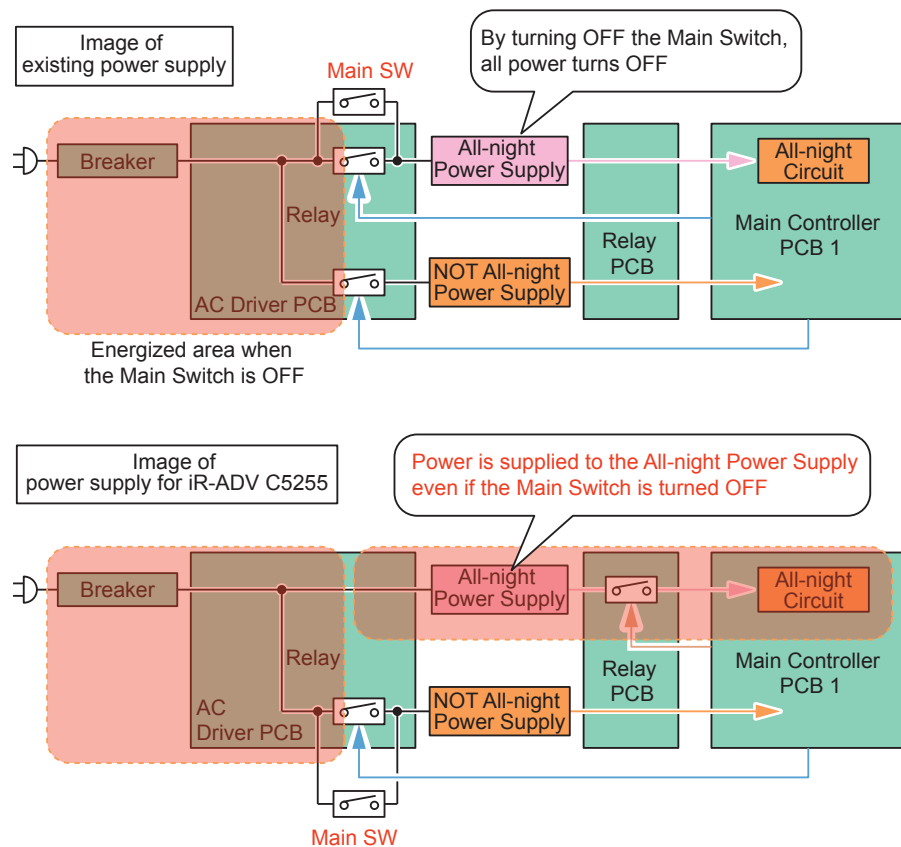 Image of
existing power supply
By turning OFF the Main Switch,
all power turns OFF
Main SW
Breaker
All-night
Power Supply
All-night
Circuit
Relay
Relay
PCB
Main Controller
PCB 1
NOT All-night
Power Supply
AC Driver PCB
Energized area when
the Main Switch is OFF
Image of
power supply for iR-ADV C5255
Power is supplied to the All-night Power Supply
even if the Main Switch is turned OFF
Breaker
All-night
Power Supply
All-night
Circuit
Relay
Relay
PCB
Main Controller
PCB 1
AC
Driver PCB
NOT All-night
Power Supply
Main SW